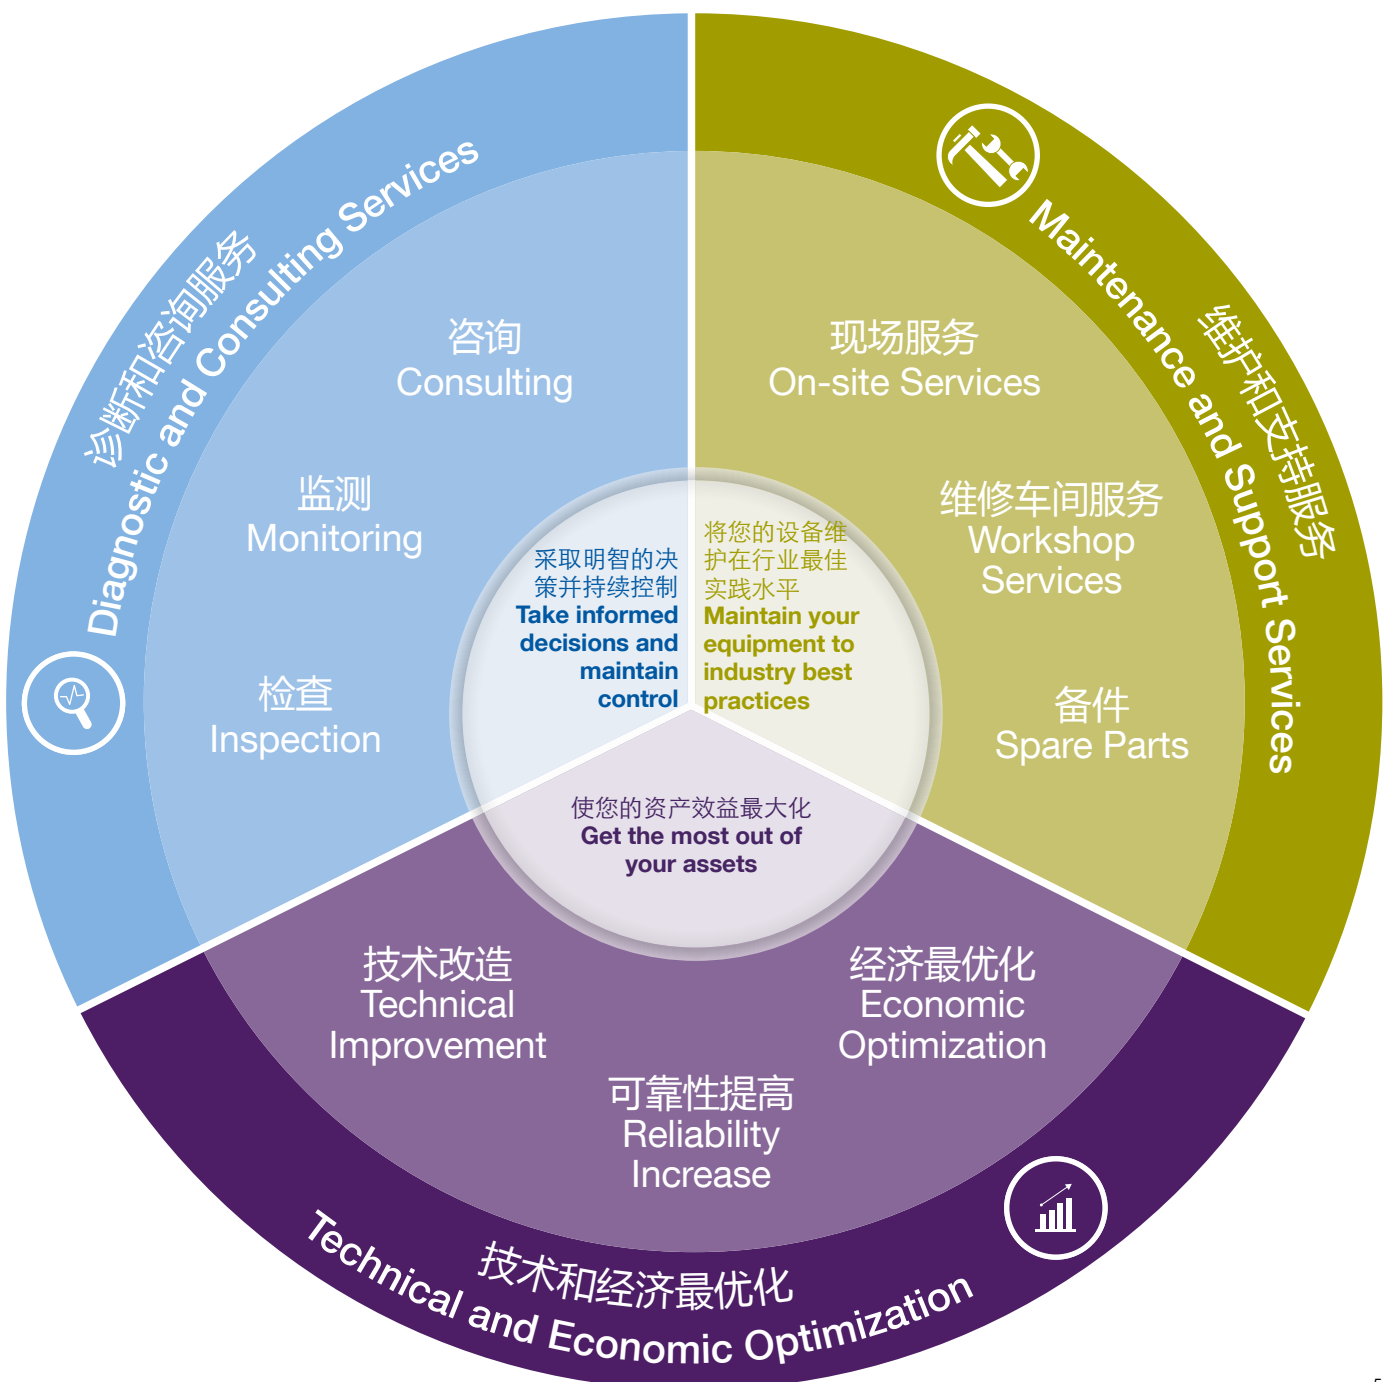 诊断和咨询服务
Diagnostic and Consulting Services
咨询
Consulting
监测
Monitoring
检查
Inspection
采取明智的决
策并持续控制
Take informed
decisions and
maintain
control
维护和支持服务
Maintenance and Support Services
现场服务
On-site Services
维修车间服务
Workshop
Services
备件
Spare Parts
将您的设备维
护在行业最佳
实践水平
Maintain your
equipment to
industry best
practices
使您的资产效益最大化
Get the most out of
your assets
技术改造
Technical
Improvement
可靠性提高
Reliability
Increase
经济最优化
Economic
Optimization
技术和经济最优化
Technical and Economic Optimization